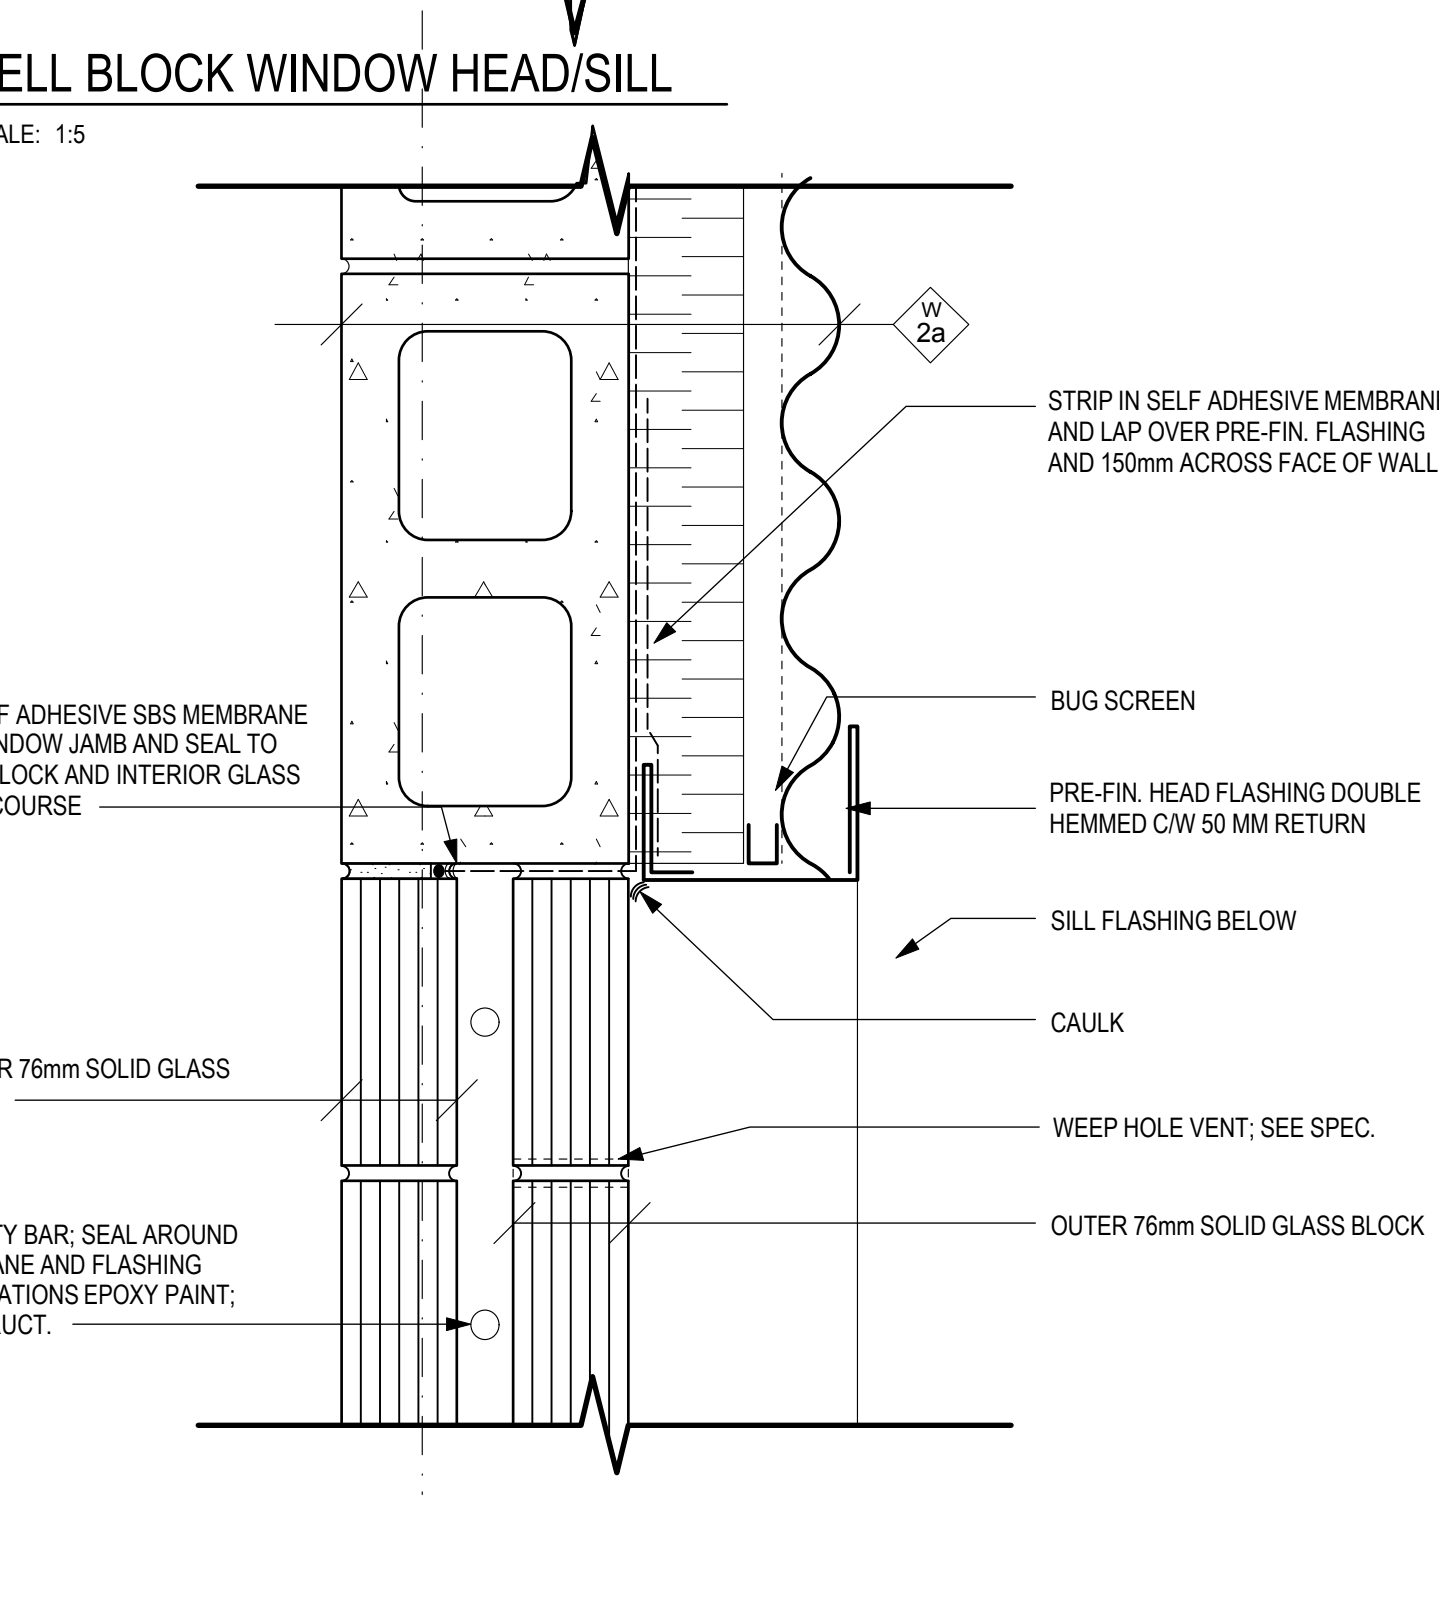 ELL BLOCK WINDOW HEAD/SILL
ALE: 1:5
W
2a
STRIP IN SELF ADHESIVE MEMBRAN
AND LAP OVER PRE-FIN. FLASHING
AND 150mm ACROSS FACE OF WALL
F ADHESIVE SBS MEMBRANE
NDOW JAMB AND SEAL TO
LOCK AND INTERIOR GLASS
COURSE
BUG SCREEN
PRE-FIN. HEAD FLASHING DOUBLE
HEMMED C/W 50 MM RETURN
SILL FLASHING BELOW
CAULK
R 76mm SOLID GLASS
WEEP HOLE VENT; SEE SPEC.
OUTER 76mm SOLID GLASS BLOCK
TY BAR; SEAL AROUND
ANE AND FLASHING
ATIONS EPOXY PAINT;
UCT.